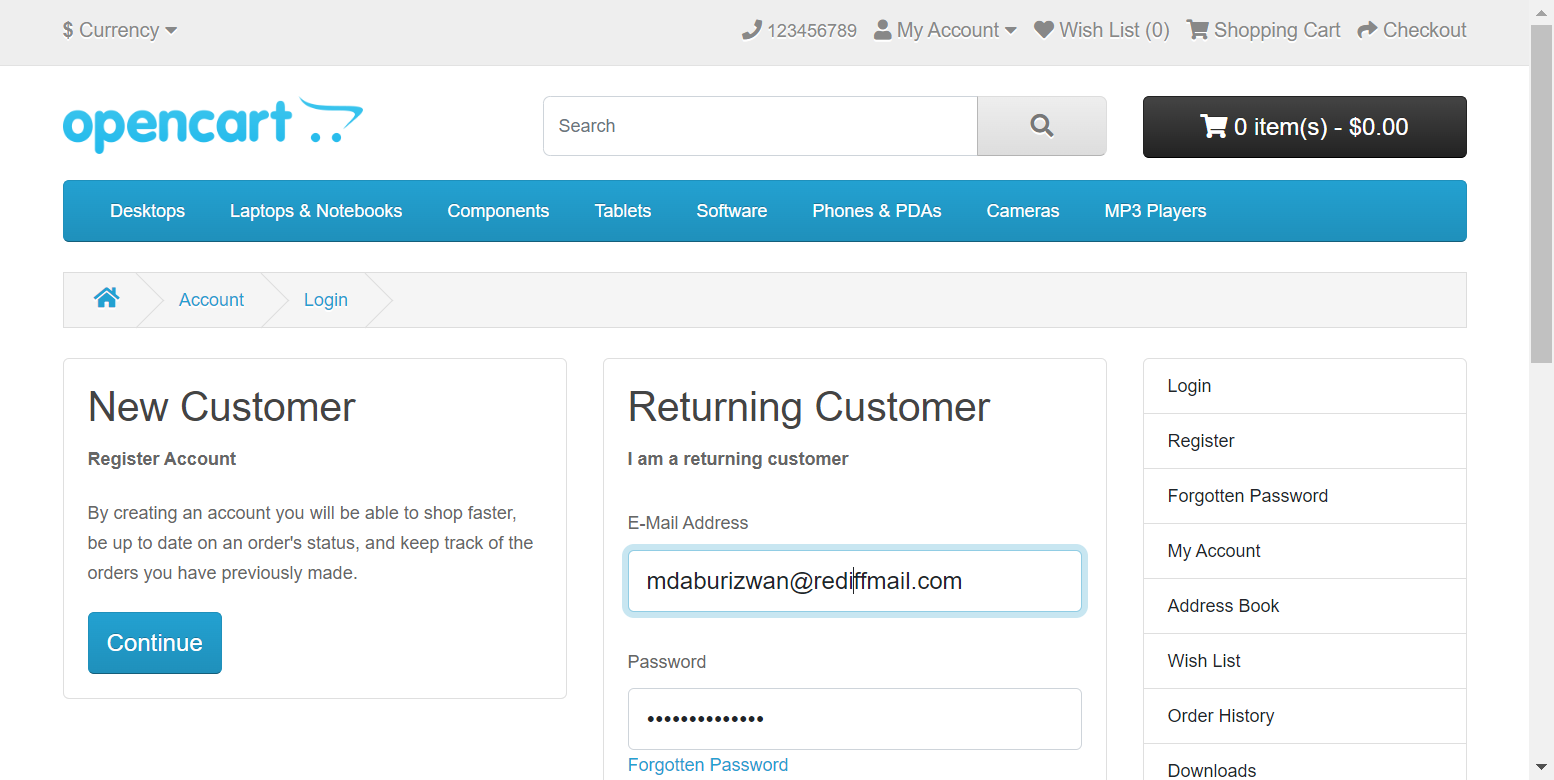 $ Currency
123456789 My Account Wish List (0) Shopping Cart Checkout
opencart
Search
0 item(s) - $0.00
Desktops Laptops & Notebooks Components Tablets Software Phones & PDAs Cameras MP3 Players
Account Login
New Customer
Register Account
By creating an account you will be able to shop faster,
be up to date on an order's status, and keep track of the
orders you have previously made.
Continue
Returning Customer
I am a returning customer
E-Mail Address
mdaburizwan@rediffmail.com
Password
••••••••••••••
Forgotten Password
Login
Register
Forgotten Password
My Account
Address Book
Wish List
Order History
Downloads